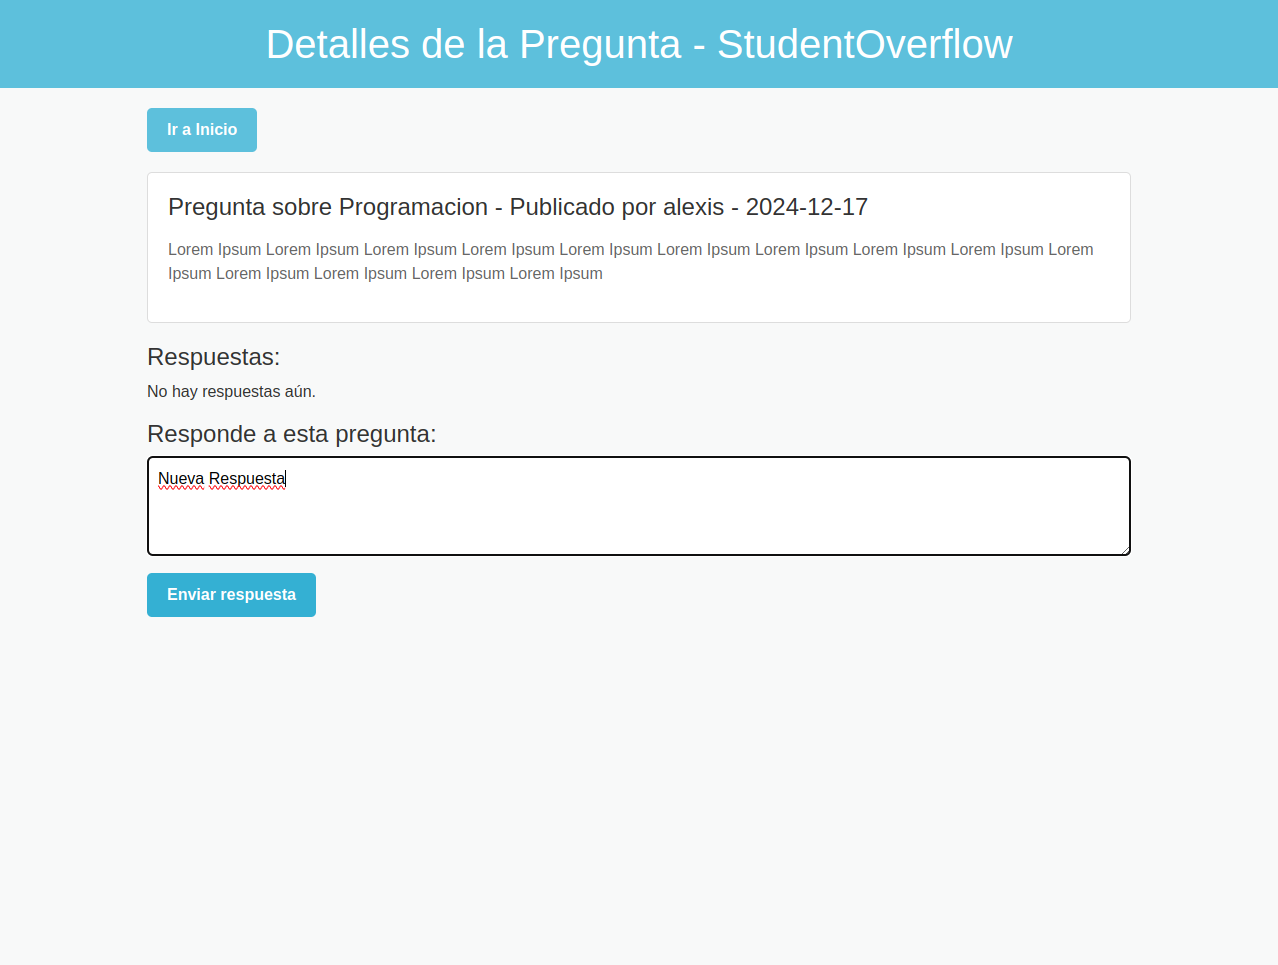 Detalles de la Pregunta - StudentOverflow
Ir a Inicio
Pregunta sobre Programacion - Publicado por alexis - 2024-12-17
Lorem Ipsum Lorem Ipsum Lorem Ipsum Lorem Ipsum Lorem Ipsum Lorem Ipsum Lorem Ipsum Lorem Ipsum Lorem Ipsum Lorem
Ipsum Lorem Ipsum Lorem Ipsum Lorem Ipsum Lorem Ipsum
Respuestas:
No hay respuestas aún.
Responde a esta pregunta:
Nueva Respuesta
Enviar respuesta